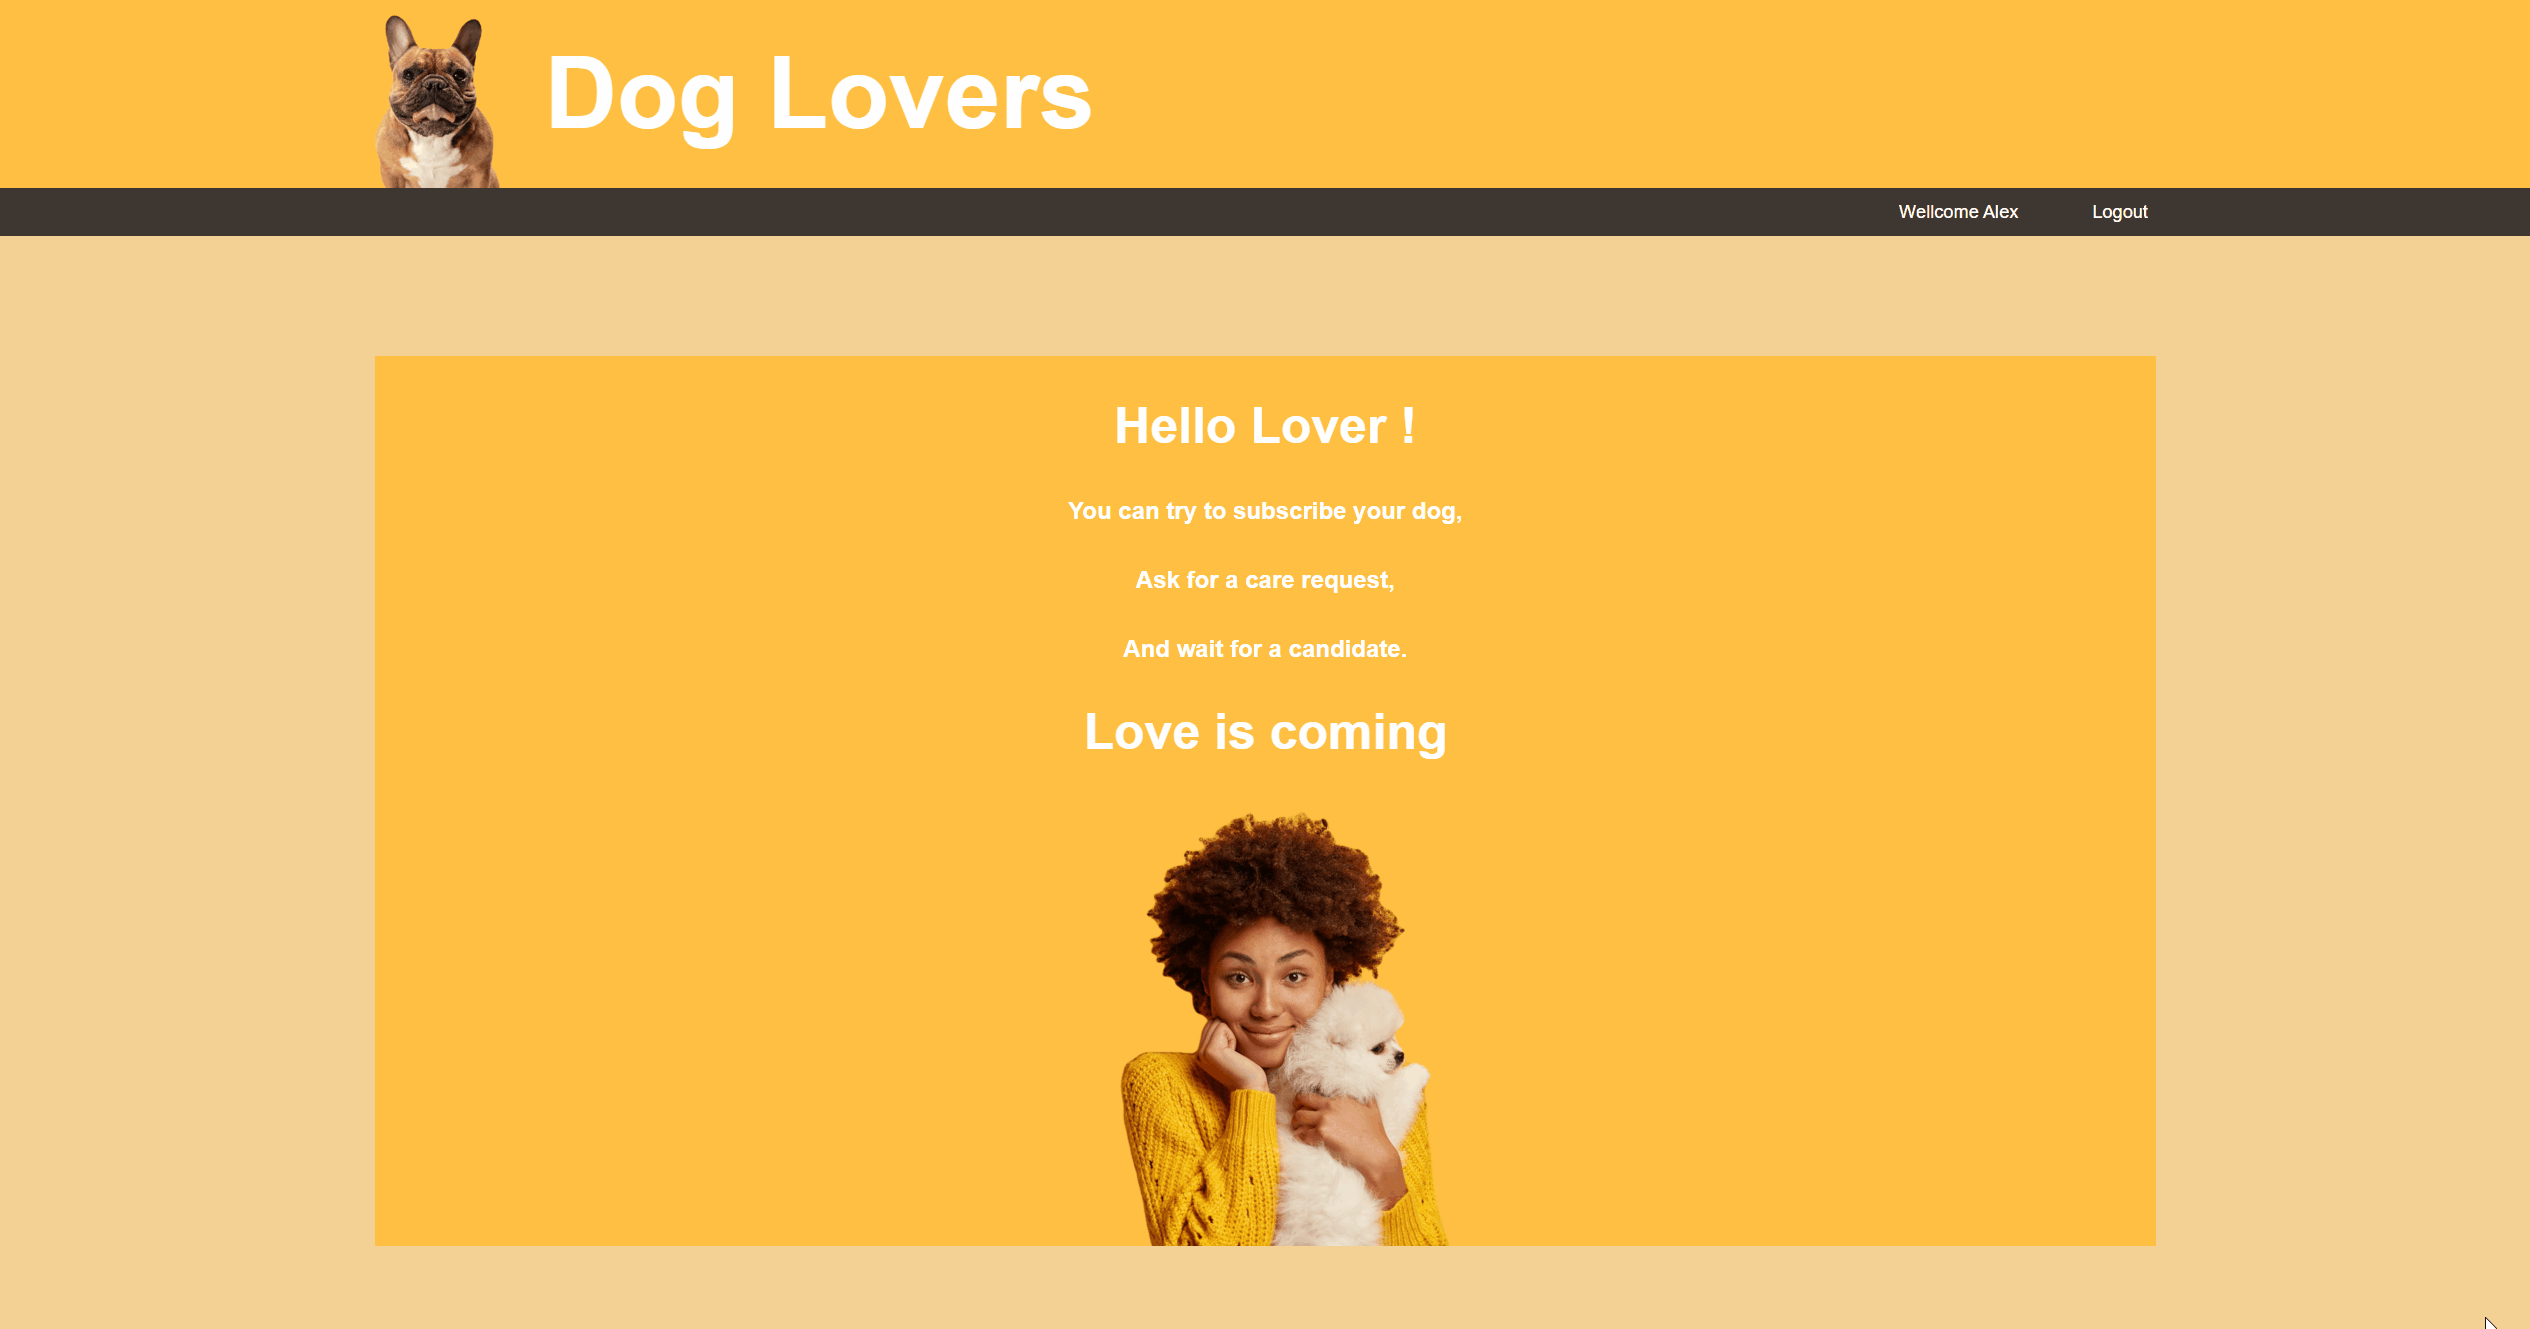 Dog Lovers
Wellcome Alex
Logout
Hello Lover !
You can try to subscribe your dog,
Ask for a care request,
And wait for a candidate.
Love is coming